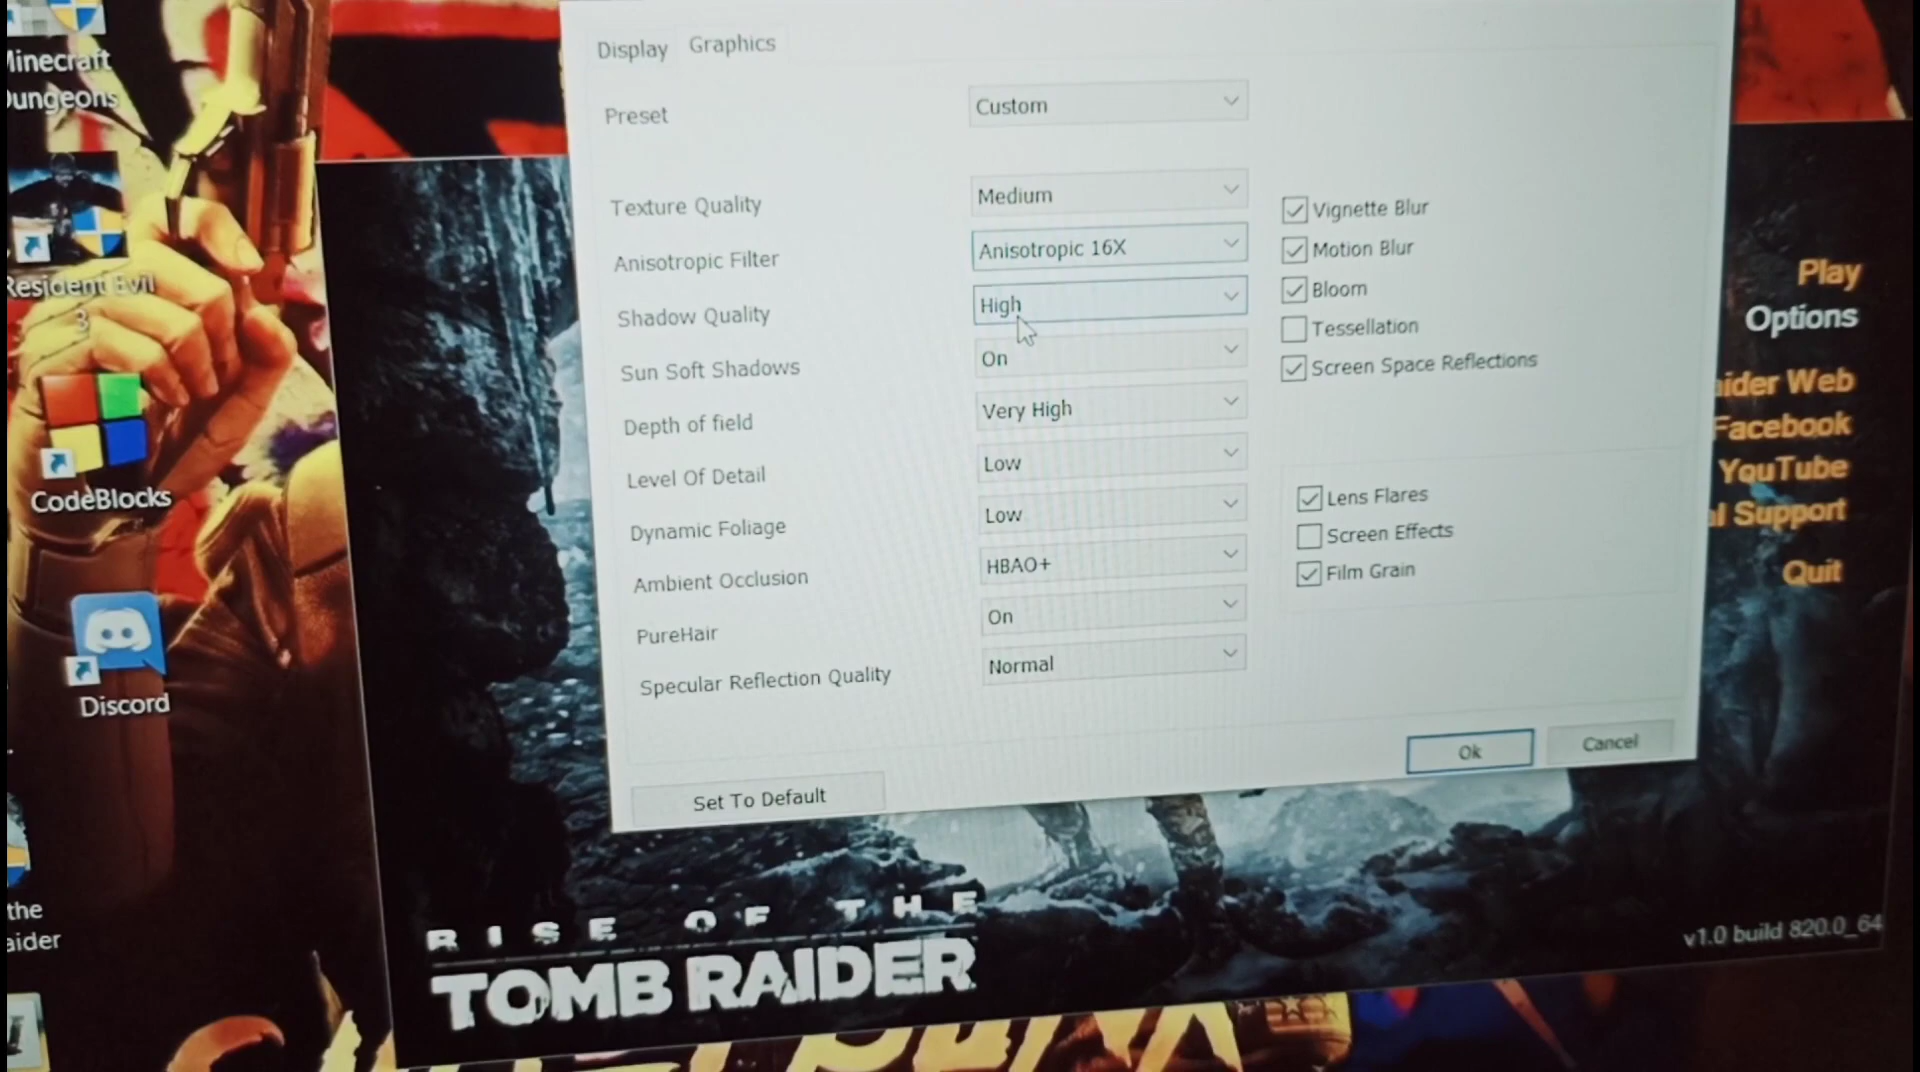 Minecraft
Dungeons
Resident Evil
3
CodeBlocks
Discord
the
aider
Display
Graphics
Preset
Custom
Texture Quality
Medium
Anisotropic Filter
Anisotropic 16X
Shadow Quality
High
Sun Soft Shadows
On
Depth of field
Very High
Level Of Detail
Low
Dynamic Foliage
Low
Ambient Occlusion
HBAO+
PureHair
On
Specular Reflection Quality
Normal
Vignette Blur
Motion Blur
Bloom
Tessellation
Screen Space Reflections
Lens Flares
Screen Effects
Film Grain
Set To Default
Ok
Cancel
Play
Options
aider Web
Facebook
YouTube
al Support
Quit
RISE OF THE
TOMB RAIDER
v1.0 build 820.0_64